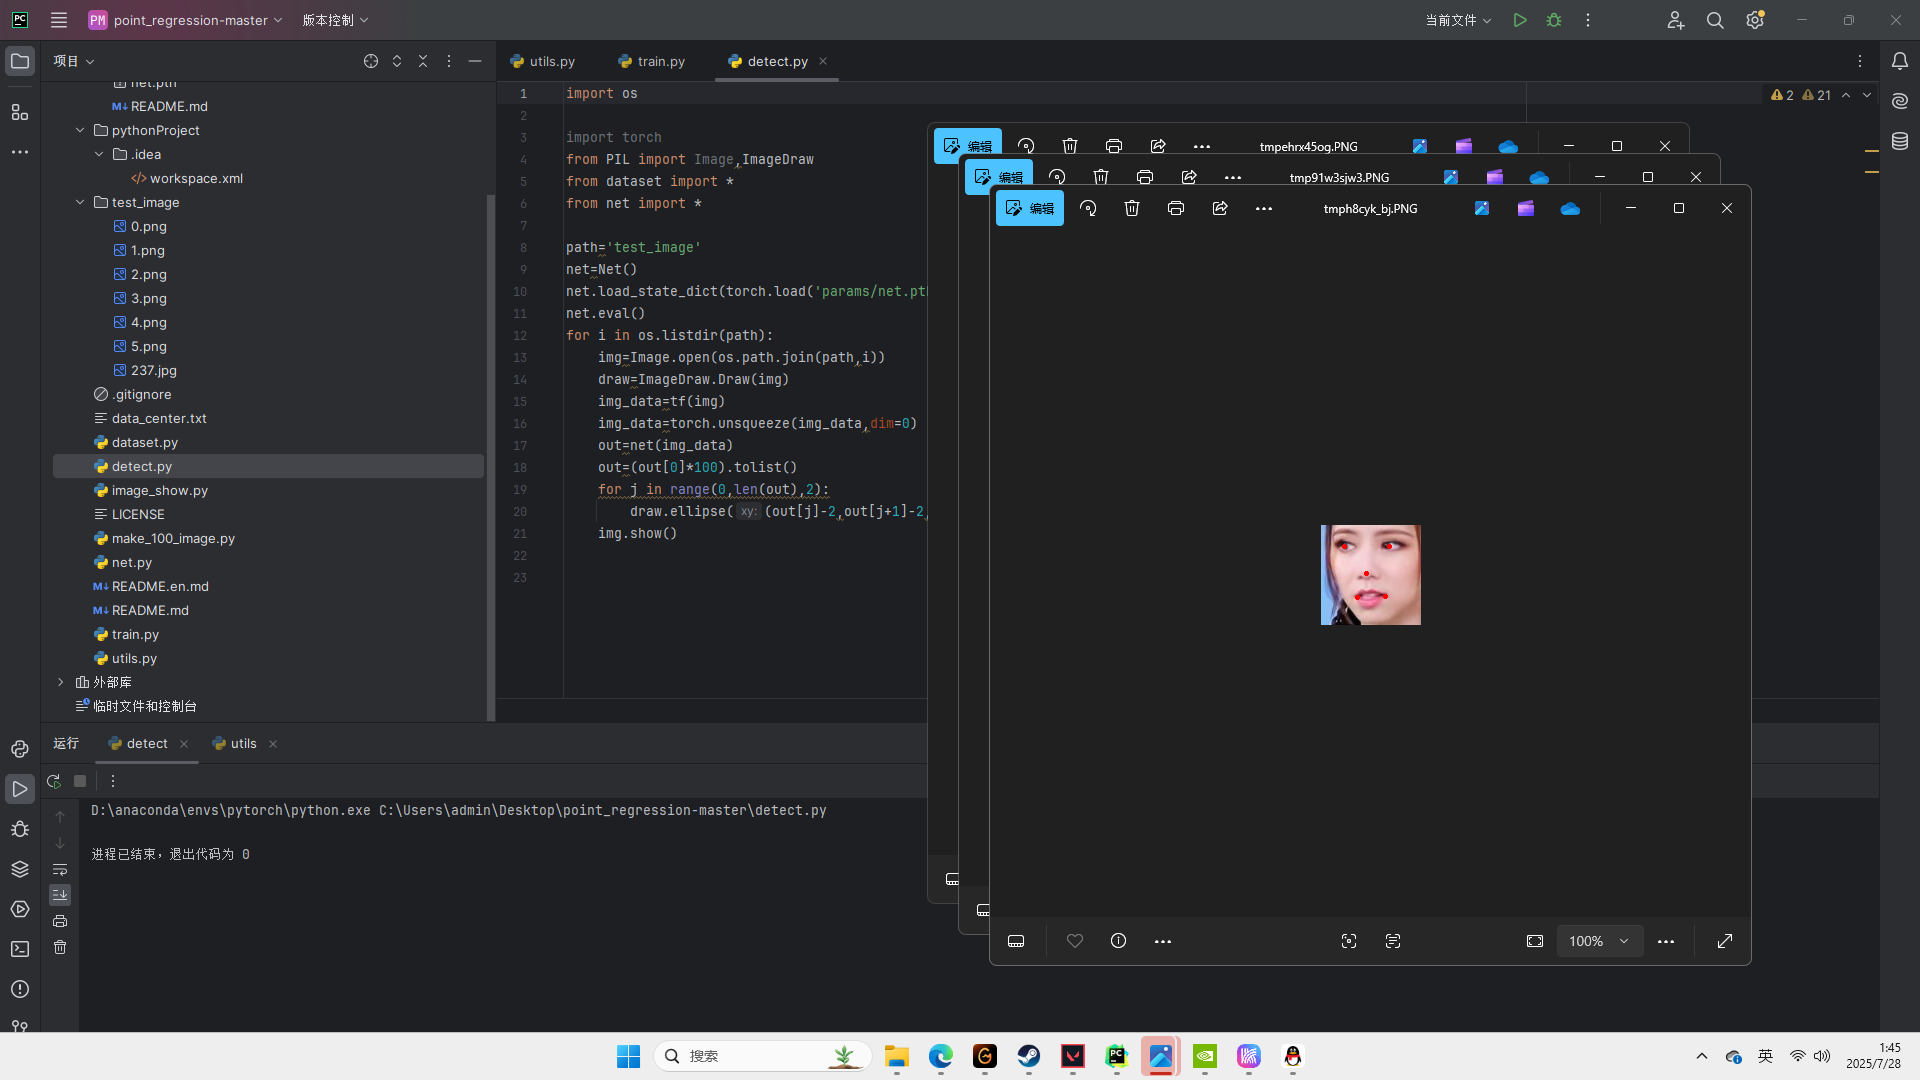 PM point_regression-master
版本控制
当前文件
项目
net.pth
README.md
pythonProject
.idea
workspace.xml
test_image
0.png
1.png
2.png
3.png
4.png
5.png
237.jpg
.gitignore
data_center.txt
dataset.py
detect.py
image_show.py
LICENSE
make_100_image.py
net.py
README.en.md
README.md
train.py
utils.py
外部库
临时文件和控制台
utils.py
train.py
detect.py
2 21
1 import os
2
3 import torch
4 from PIL import Image,ImageDraw
5 from dataset import *
6 from net import *
7
8 path='test_image'
9 net=Net()
10 net.load_state_dict(torch.load('params/net.pt
11 net.eval()
12 for i in os.listdir(path):
13 img=Image.open(os.path.join(path,i))
14 draw=ImageDraw.Draw(img)
15 img_data=tf(img)
16 img_data=torch.unsqueeze(img_data,dim=0)
17 out=net(img_data)
18 out=(out[0]*100).tolist()
19 for j in range(0,len(out),2):
20 draw.ellipse( xy: (out[j]-2,out[j+1]-2,
21 img.show()
22
23
编辑 tmpehrx45og.PNG
编辑 tmp91w3sjw3.PNG
编辑 tmph8cyk_bj.PNG
100%
运行
detect
utils
D:\anaconda\envs\pytorch\python.exe C:\Users\admin\Desktop\point_regression-master\detect.py
进程已结束，退出代码为 0
搜索
英
1:45
2025/7/28